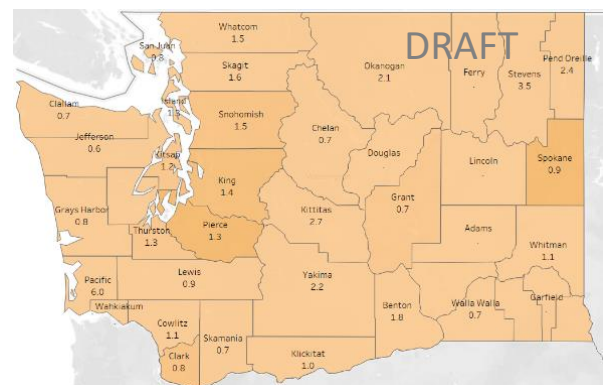 Whatcom
1.5
San Juan
0.8
Skagit
1.6
Okanogan
2.1
DRAFT
Ferry
.
Stevens
3.5
Pend Oreille
2.4
Clallam
0.7
Island
Jefferson
0.6
Snohomish
1.5
Chelan
0.7
Douglas
.
Lincoln
.
Spokane
0.9
Kitsap
1.2
King
1.4
Grays Harbor
0.8
Thurston
1.3
Pierce
1.3
Kittitas
2.7
Grant
0.7
Adams
.
Whitman
1.1
Pacific
6.0
Lewis
0.9
Yakima
2.2
Wahkiakum
Cowlitz
1.1
Benton
1.8
Walla Walla
0.7
Garfield
.
Clark
0.8
Skamania
0.7
Klickitat
1.0